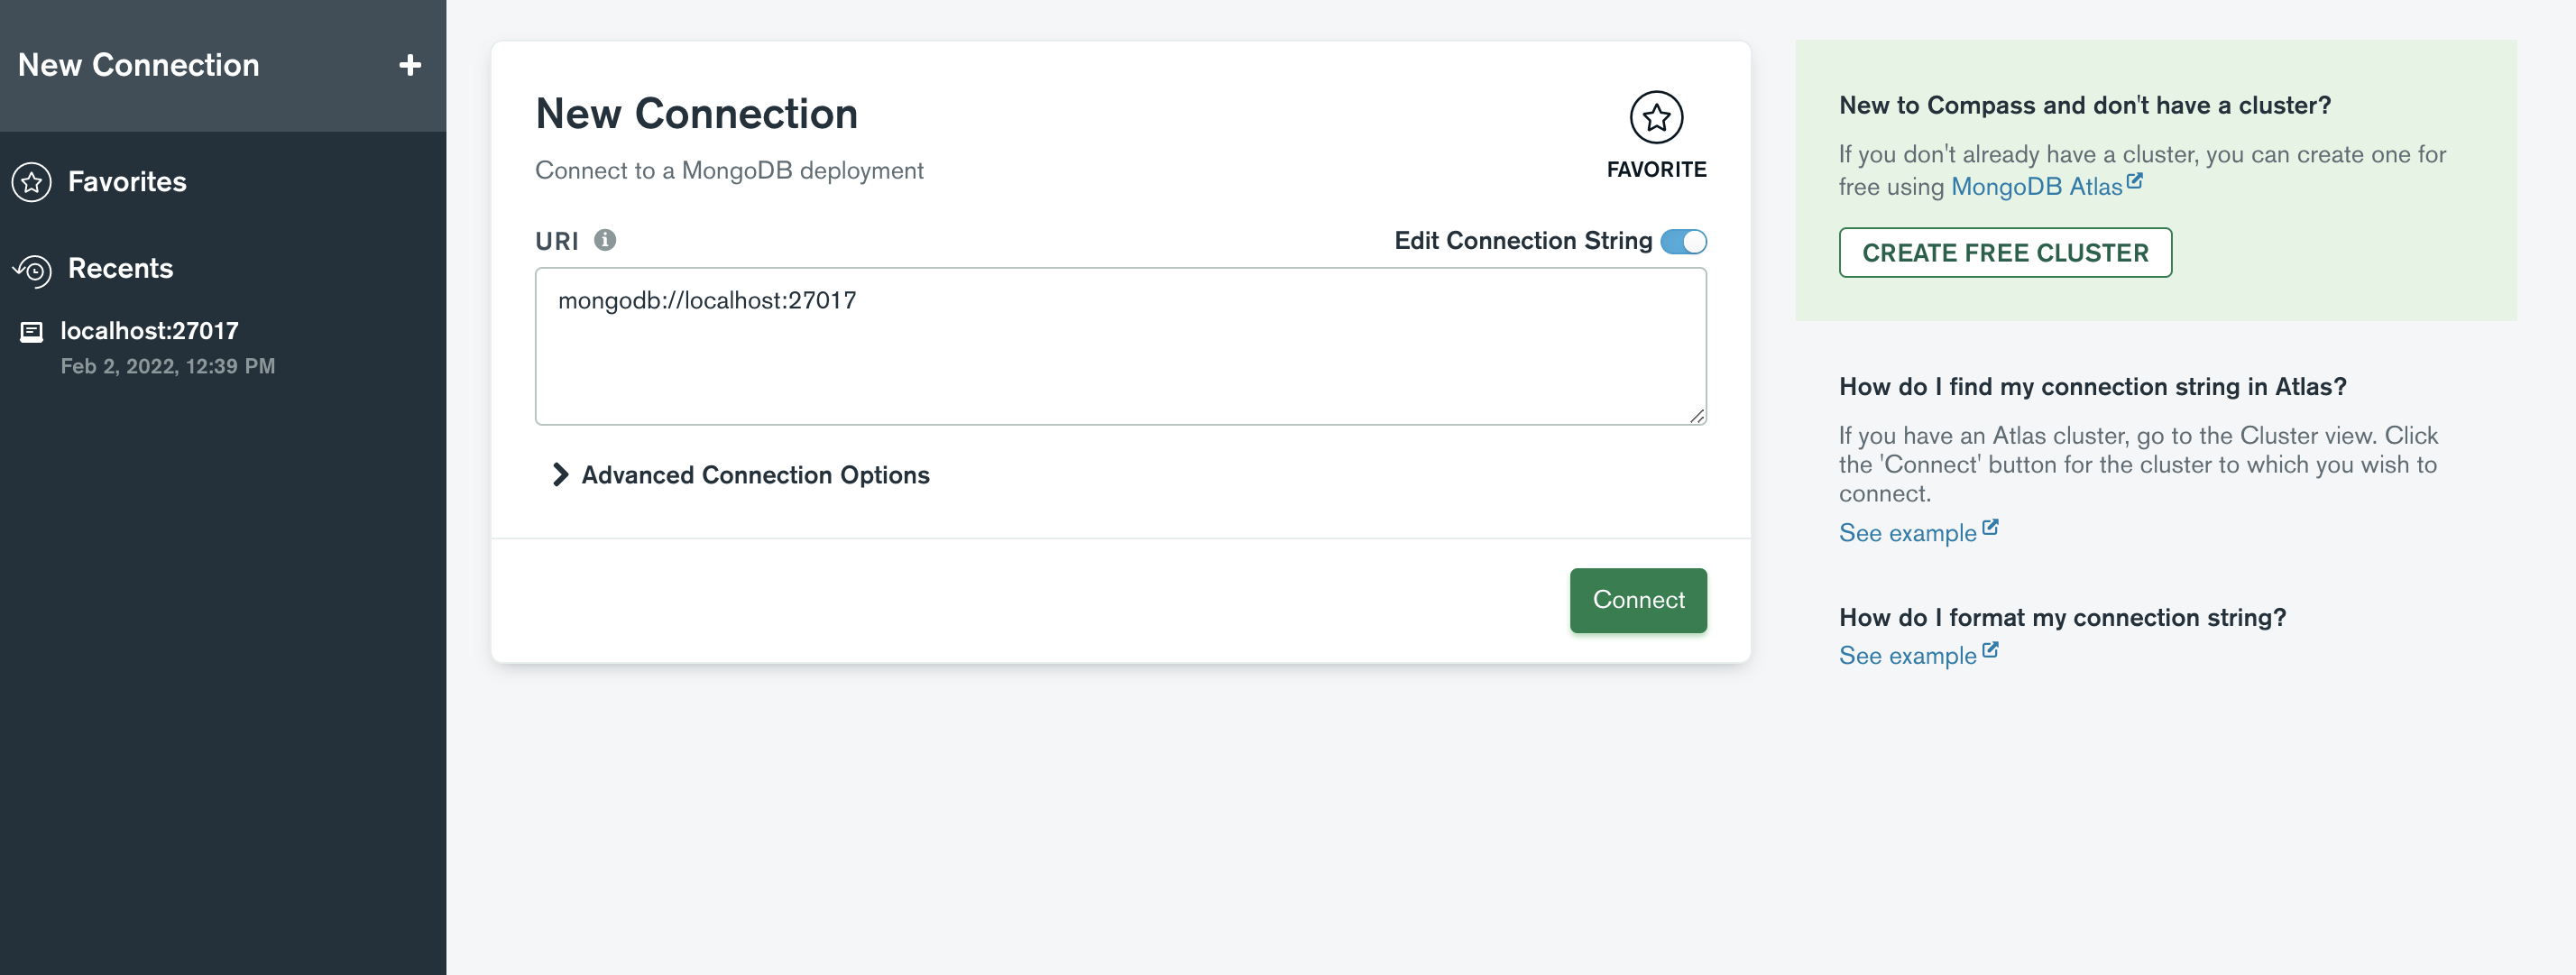 New Connection
Favorites
Recents
localhost:27017
Feb 2, 2022, 12:39 PM
New Connection
Connect to a MongoDB deployment
FAVORITE
URI
Edit Connection String
mongodb://localhost:27017
Advanced Connection Options
Connect
New to Compass and don't have a cluster?
If you don't already have a cluster, you can create one for
free using MongoDB Atlas
CREATE FREE CLUSTER
How do I find my connection string in Atlas?
If you have an Atlas cluster, go to the Cluster view. Click
the 'Connect' button for the cluster to which you wish to
connect.
See example
How do I format my connection string?
See example